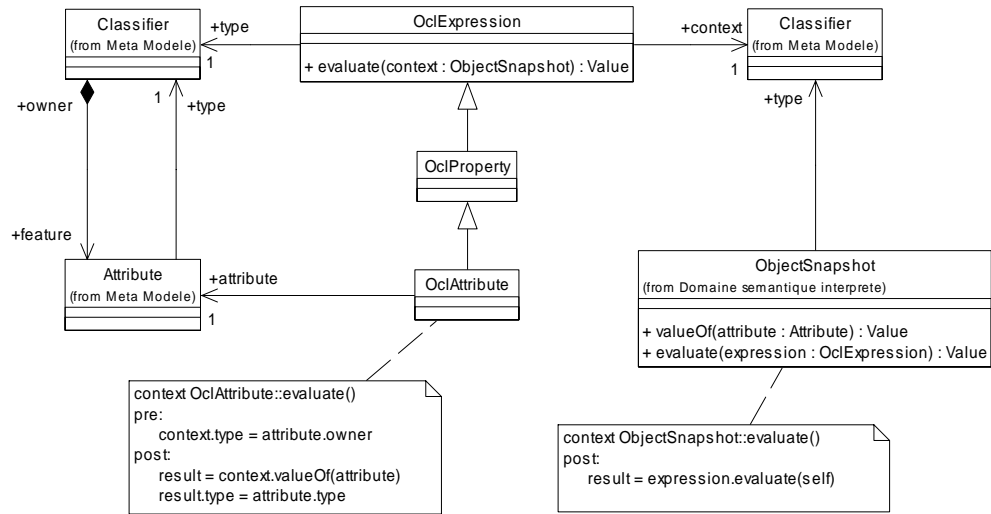 Classifier
(from Meta Modele)
1
+type
OclExpression
+ evaluate(context : ObjectSnapshot) : Value
+context
Classifier
(from Meta Modele)
1
+owner
1
+type
+type
OclProperty
+feature
Attribute
(from Meta Modele)
1
+attribute
OclAttribute
ObjectSnapshot
(from Domaine semantique interprete)
+ valueOf(attribute : Attribute) : Value
+ evaluate(expression : OclExpression) : Value
context OclAttribute::evaluate()
pre:
context.type = attribute.owner
post:
result = context.valueOf(attribute)
result.type = attribute.type
context ObjectSnapshot::evaluate()
post:
result = expression.evaluate(self)